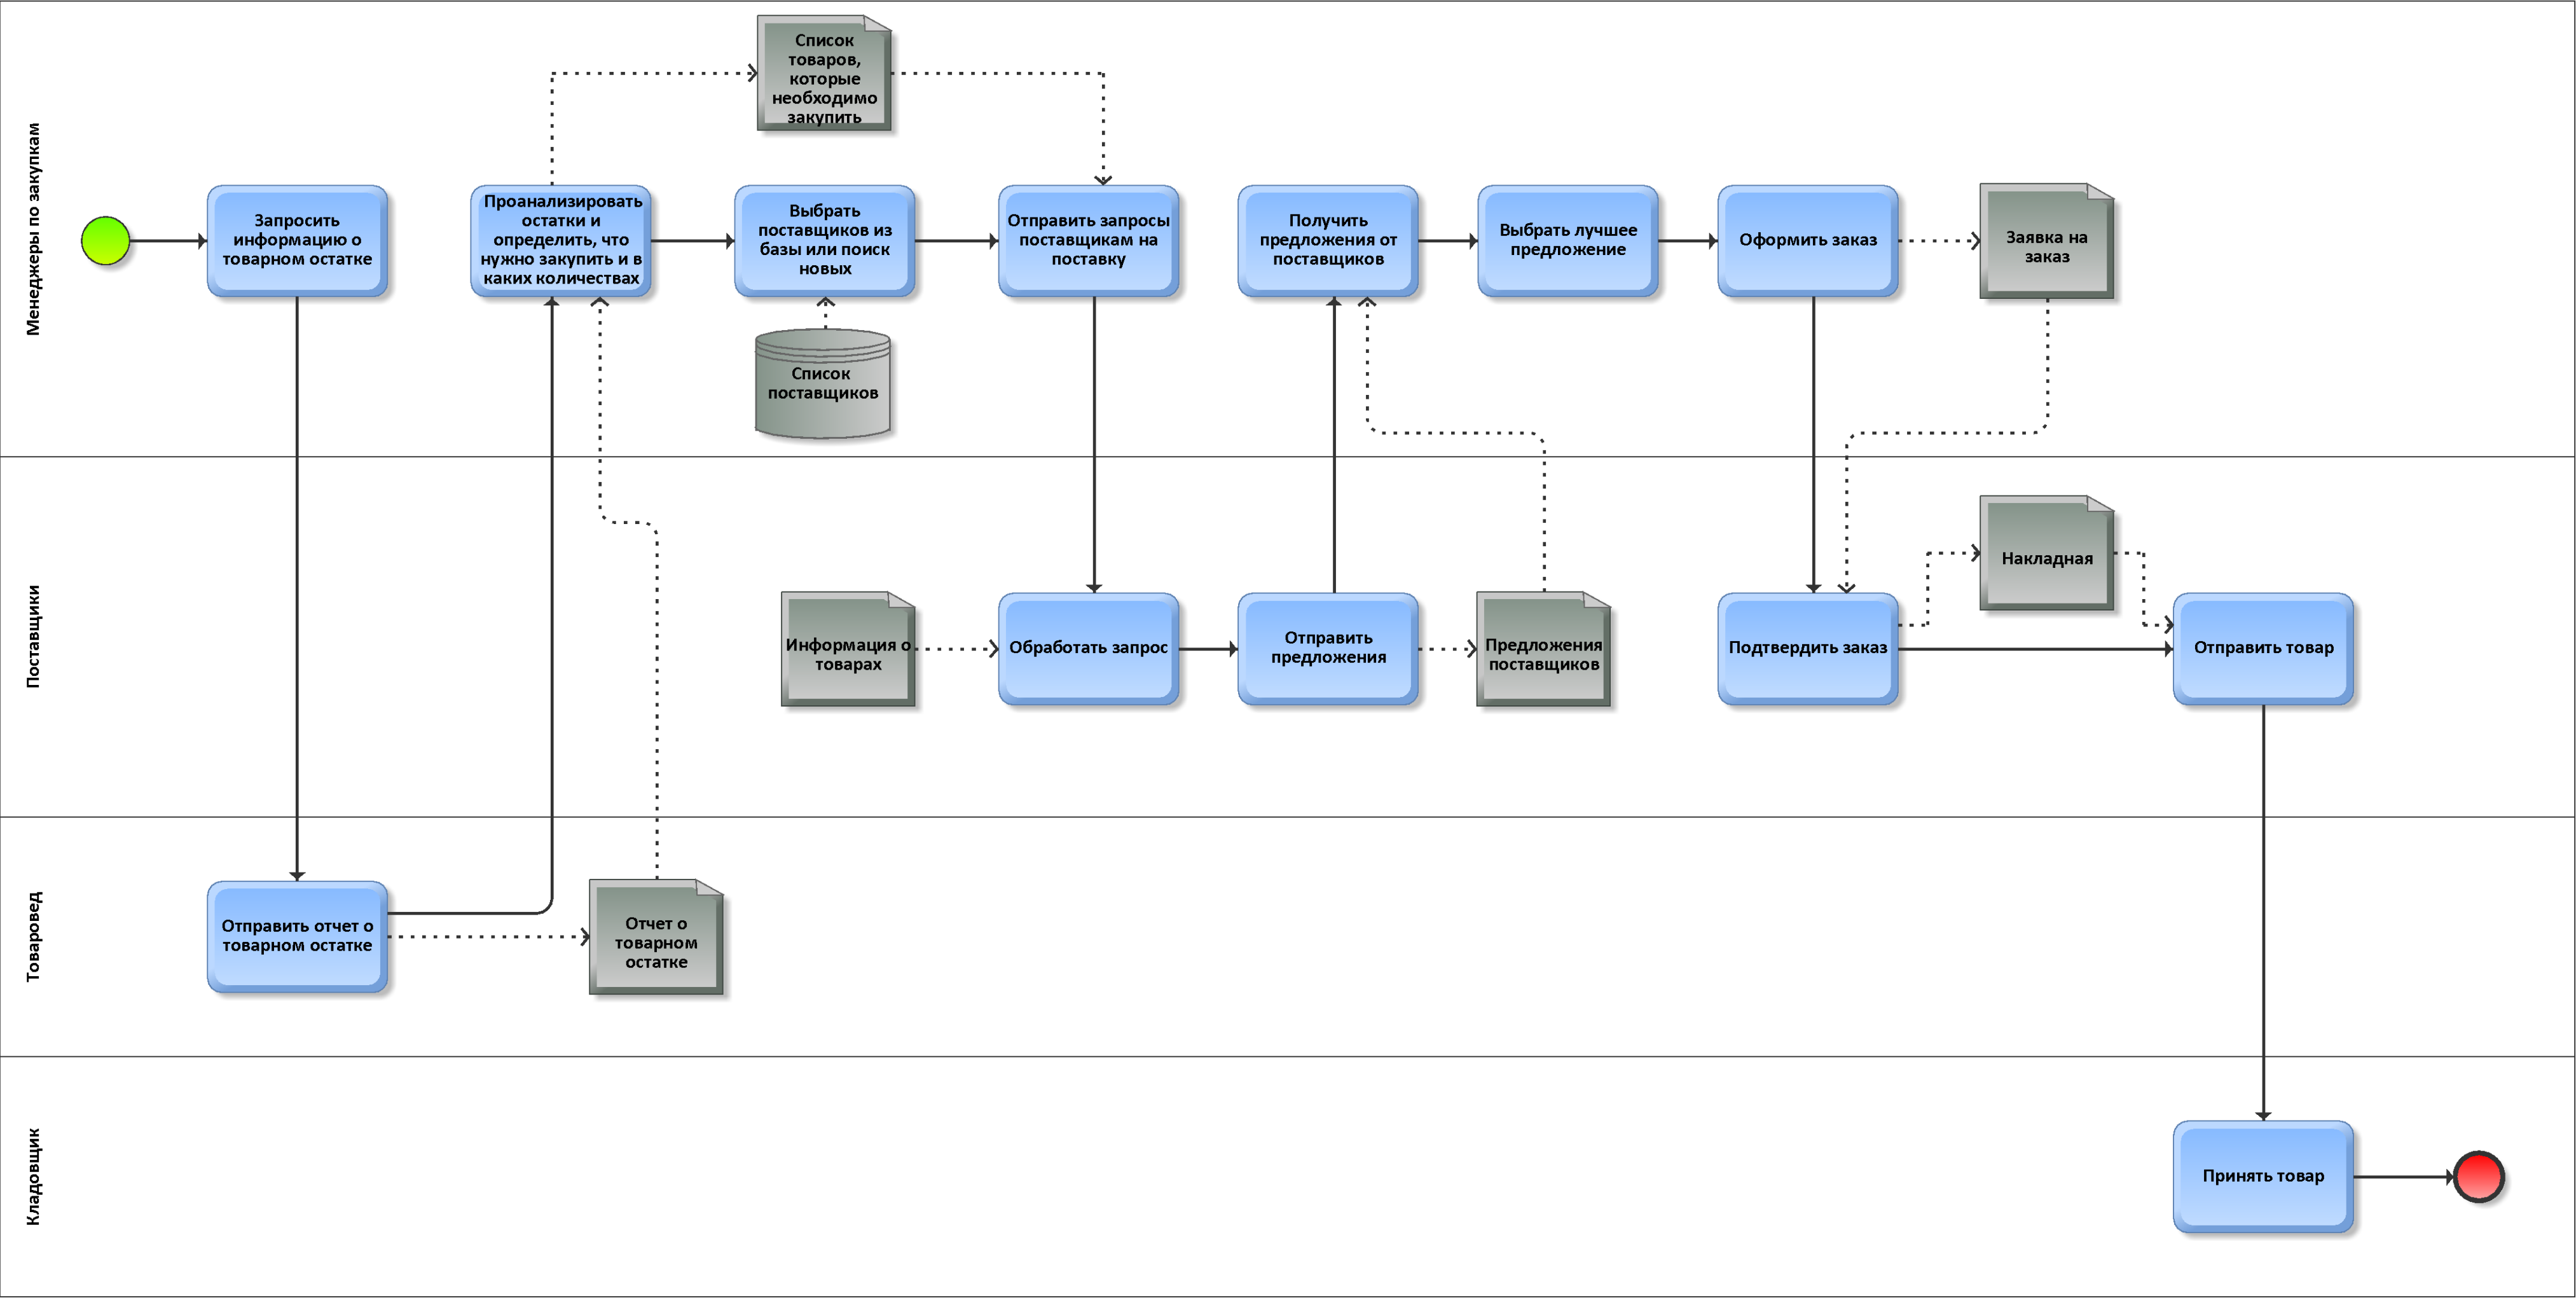 Менеджеры по закупкам
Список
товаров,
которые
необходимо
закупить
Запросить
информацию о
товарном остатке
Проанализировать
остатки и
определить, что
нужно закупить и в
каких количествах
Выбрать
поставщиков из
базы или поиск
новых
Отправить запросы
поставщикам на
поставку
Получить
предложения от
поставщиков
Выбрать лучшее
предложение
Оформить заказ
Заявка на
заказ
Список
поставщиков
Поставщики
Накладная
Информация о
товарах
Обработать запрос
Отправить
предложения
Предложения
поставщиков
Подтвердить заказ
Отправить товар
Товаровед
Отправить отчет о
товарном остатке
Отчет о
товарном
остатке
Кладовщик
Принять товар